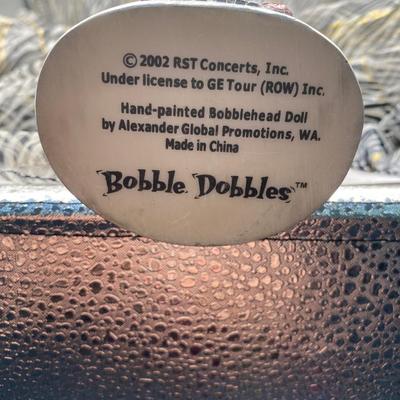 © 2002 RST Concerts, Inc.
Under license to GE Tour (ROW) Inc.
Hand-painted Bobblehead Doll
by Alexander Global Promotions, WA.
Made in China
Bobble Dobbles™